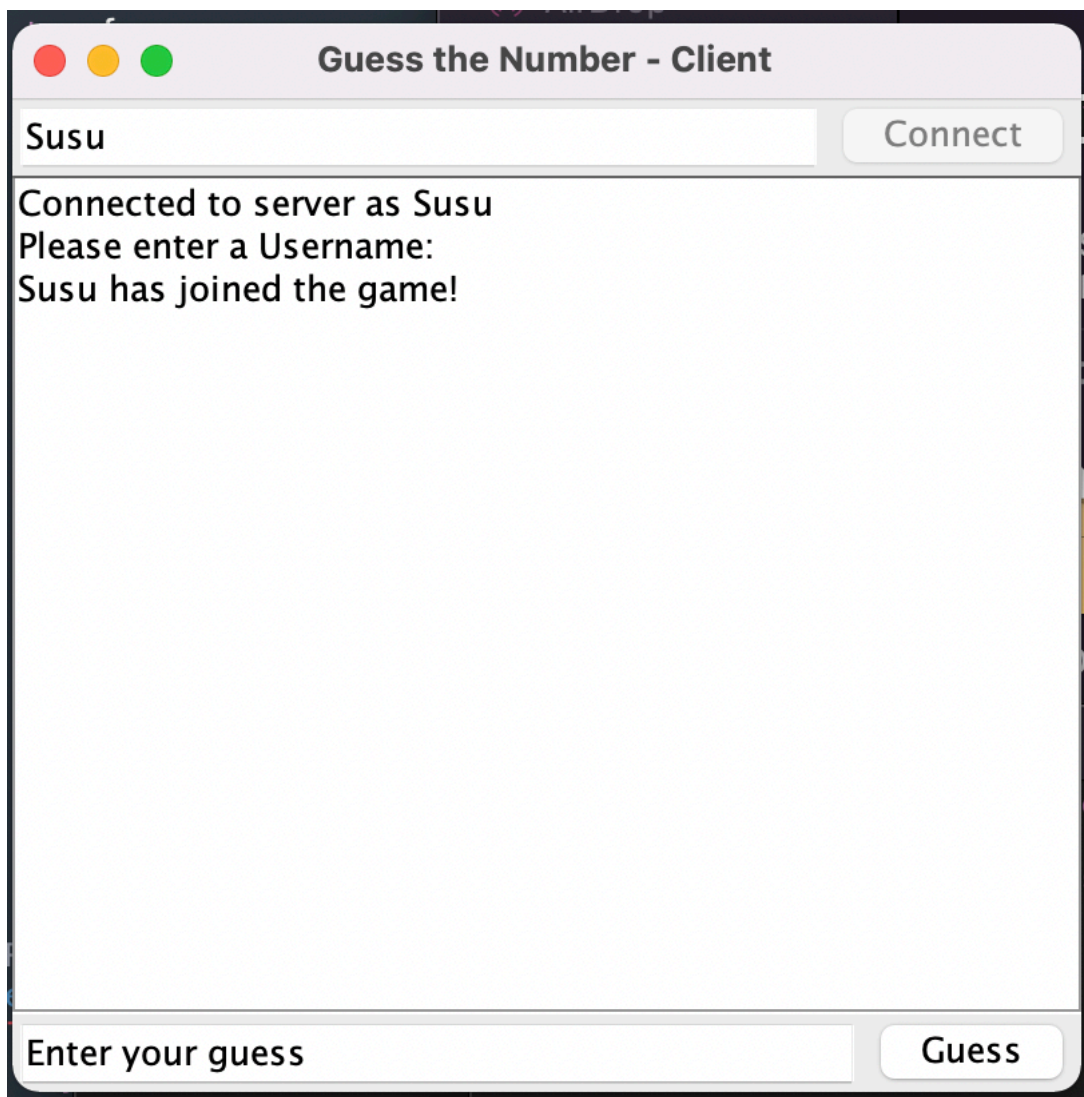 Guess the Number - Client
Susu
Connect
Connected to server as Susu
Please enter a Username:
Susu has joined the game!
Enter your guess
Guess